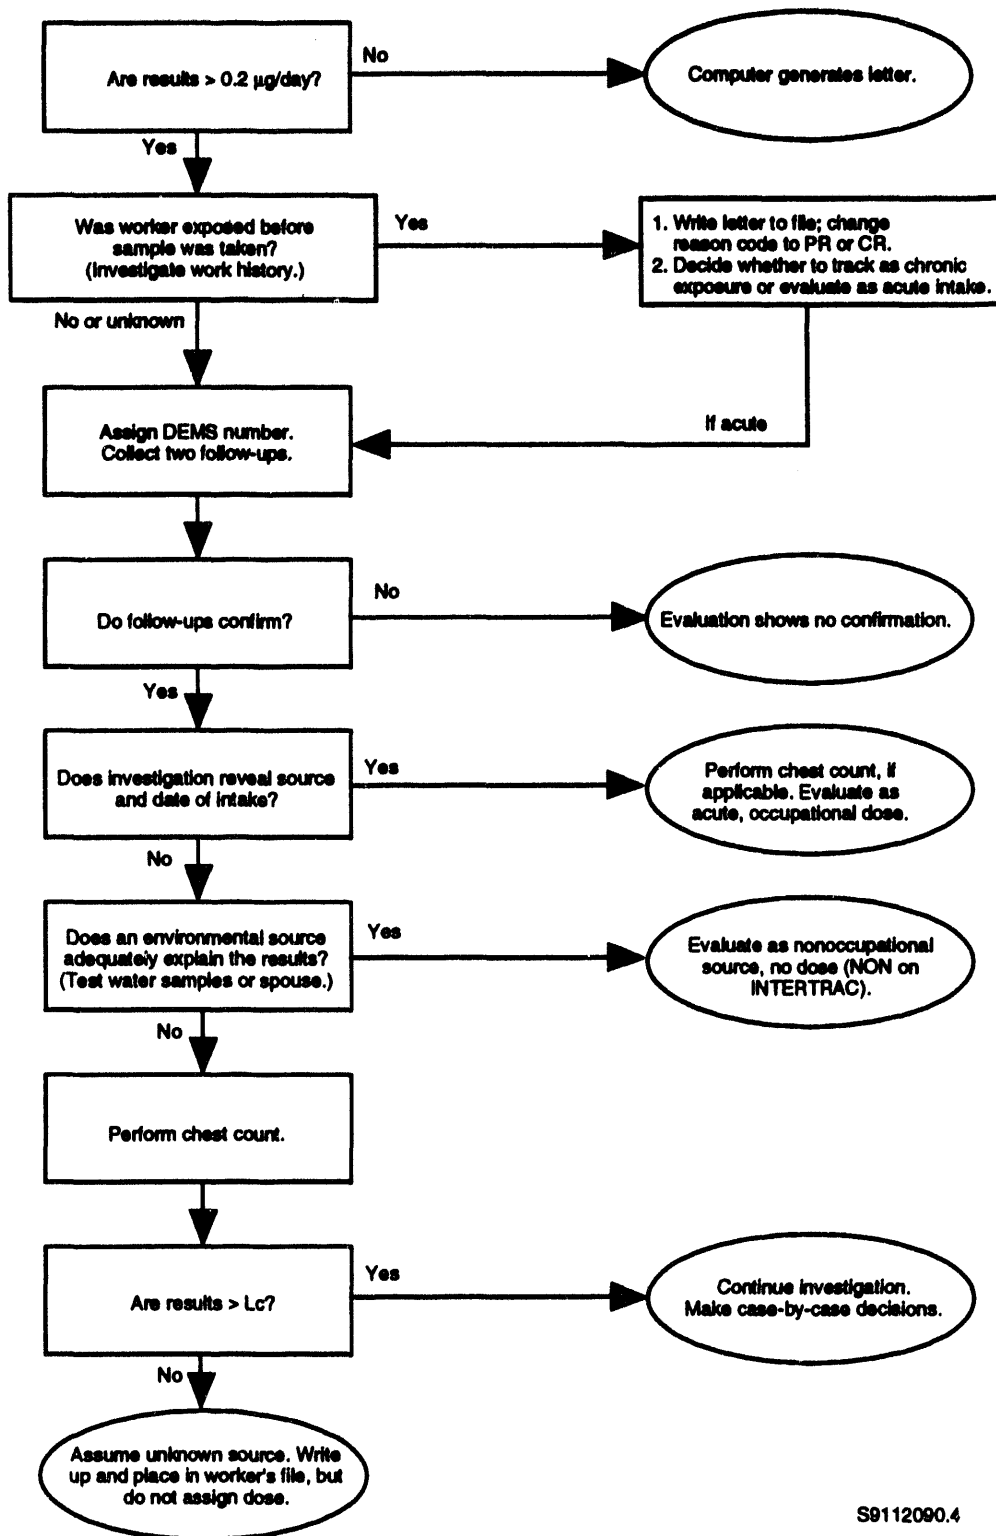 Are results > 0.2 µg/day?
No
Computer generates letter.
Yes
Was worker exposed before
sample was taken?
(Investigate work history.)
Yes
1. Write letter to file; change
reason code to PR or CR.
2. Decide whether to track as chronic
exposure or evaluate as acute intake.
No or unknown
If acute
Assign DEMS number.
Collect two follow-ups.
Do follow-ups confirm?
No
Evaluation shows no confirmation.
Yes
Does investigation reveal source
and date of intake?
Yes
Perform chest count, if
applicable. Evaluate as
acute, occupational dose.
No
Does an environmental source
adequately explain the results?
(Test water samples or spouse.)
Yes
Evaluate as nonoccupational
source, no dose (NON on
INTERTRAC).
No
Perform chest count.
Are results > Lc?
Yes
Continue investigation.
Make case-by-case decisions.
No
Assume unknown source. Write
up and place in worker's file, but
do not assign dose.
S9112090.4